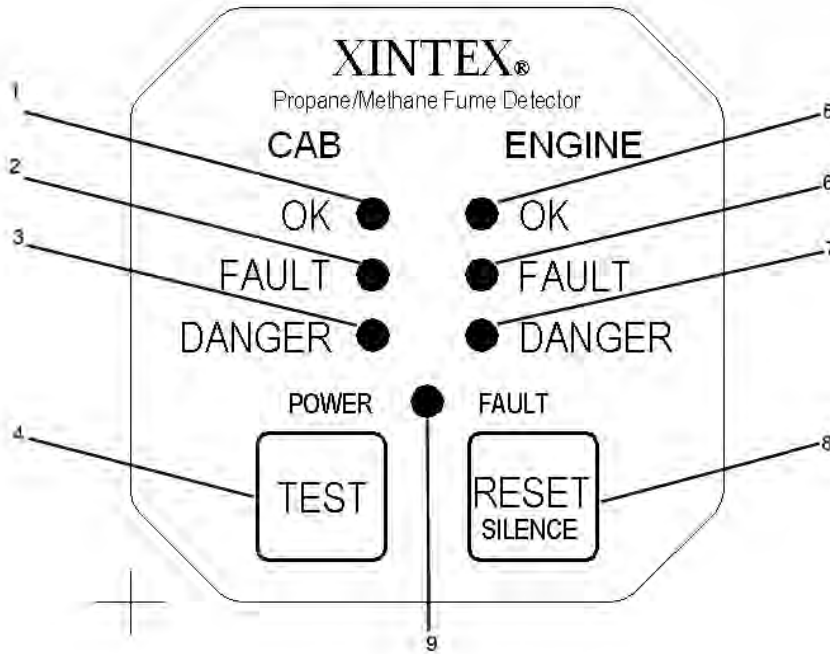 XINTEX®
Propane/Methane Fume Detector
CAB ENGINE
1 5
2 OK OK 6
3 FAULT FAULT 7
DANGER DANGER
POWER FAULT
4 TEST RESET 8
SILENCE
9